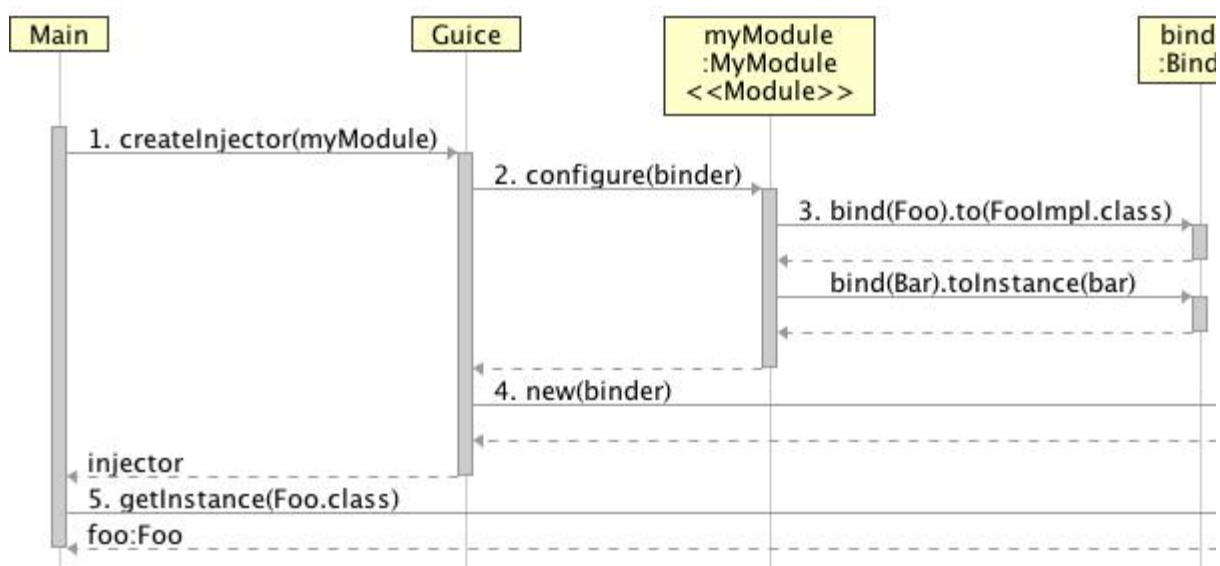 Main
Guice
myModule
:MyModule
<<Module>>
bind
:Bind
1. createInjector(myModule)
2. configure(binder)
3. bind(Foo).to(FooImpl.class)
bind(Bar).toInstance(bar)
4. new(binder)
injector
5. getInstance(Foo.class)
foo:Foo